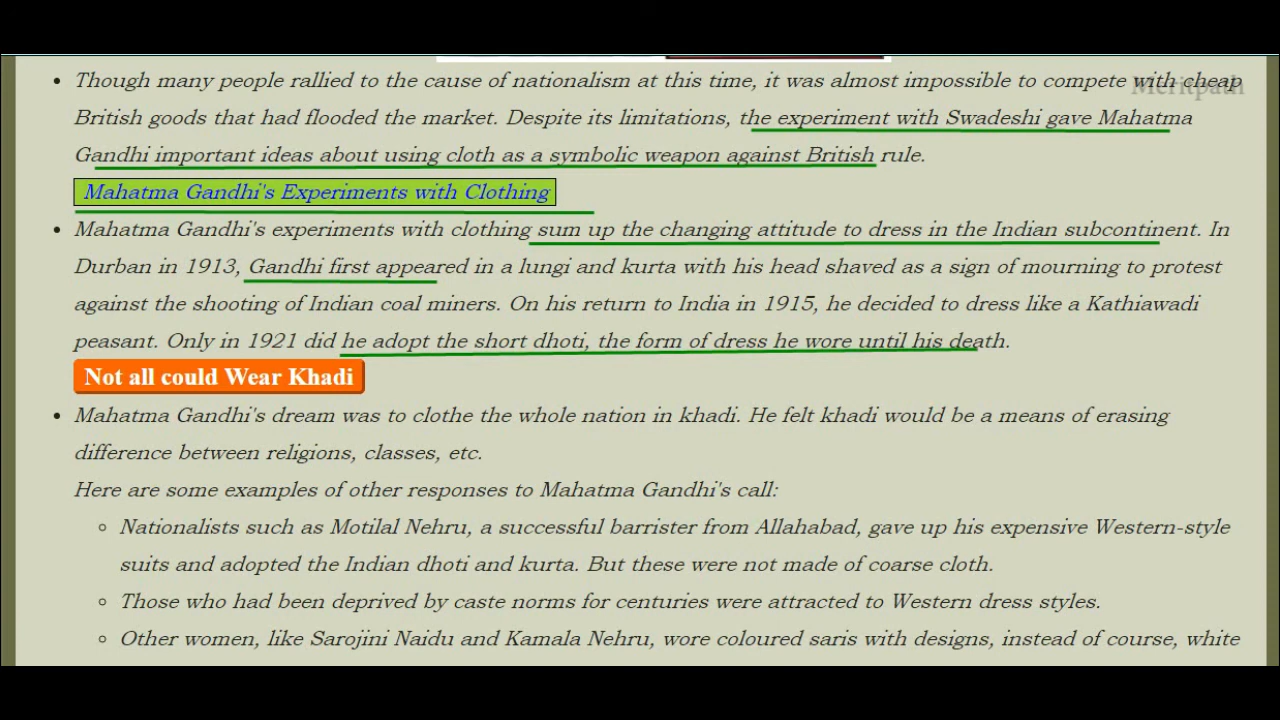 • Though many people rallied to the cause of nationalism at this time, it was almost impossible to compete with cheap
Meritpath
British goods that had flooded the market. Despite its limitations, the experiment with Swadeshi gave Mahatma
Gandhi important ideas about using cloth as a symbolic weapon against British rule.
Mahatma Gandhi's Experiments with Clothing
• Mahatma Gandhi's experiments with clothing sum up the changing attitude to dress in the Indian subcontinent. In
Durban in 1913, Gandhi first appeared in a lungi and kurta with his head shaved as a sign of mourning to protest
against the shooting of Indian coal miners. On his return to India in 1915, he decided to dress like a Kathiawadi
peasant. Only in 1921 did he adopt the short dhoti, the form of dress he wore until his death.
Not all could Wear Khadi
• Mahatma Gandhi's dream was to clothe the whole nation in khadi. He felt khadi would be a means of erasing
difference between religions, classes, etc.
Here are some examples of other responses to Mahatma Gandhi's call:
◦ Nationalists such as Motilal Nehru, a successful barrister from Allahabad, gave up his expensive Western-style
suits and adopted the Indian dhoti and kurta. But these were not made of coarse cloth.
◦ Those who had been deprived by caste norms for centuries were attracted to Western dress styles.
◦ Other women, like Sarojini Naidu and Kamala Nehru, wore coloured saris with designs, instead of course, white